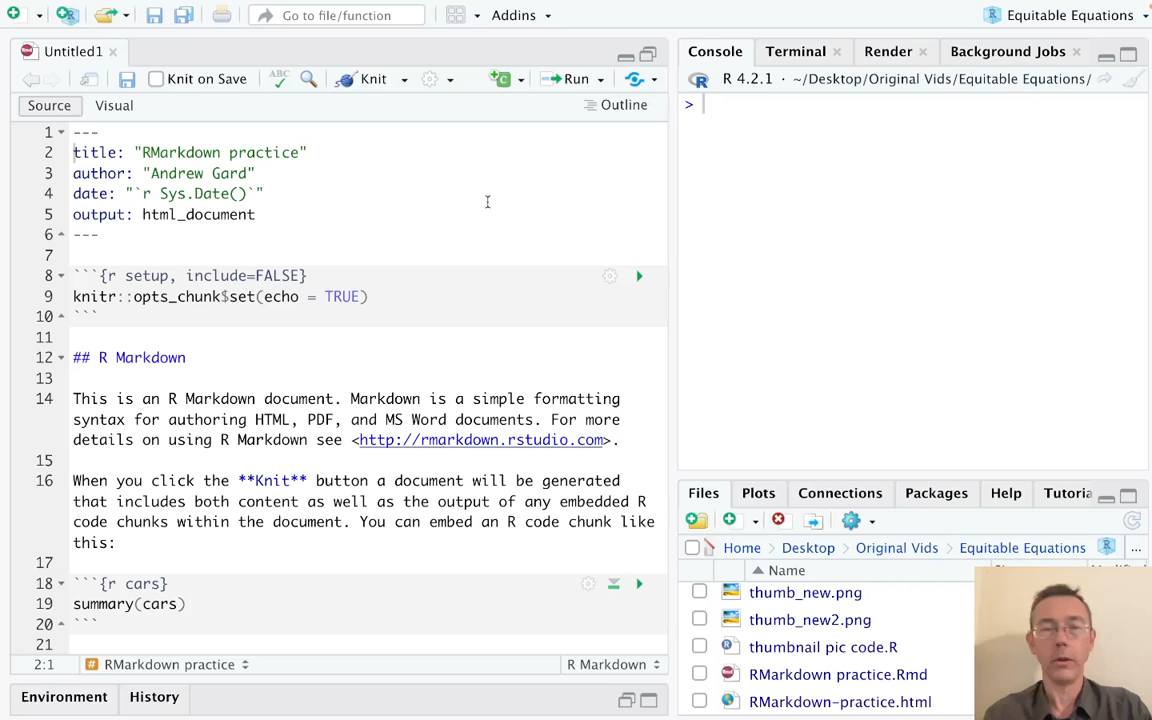 Go to file/function
Addins
Equitable Equations
Untitled1
Knit on Save
ABC
Knit
Run
Source
Visual
Outline
1 ---
2 title: "RMarkdown practice"
3 author: "Andrew Gard"
4 date: "`r Sys.Date()`"
5 output: html_document
6 ---
7
8 ```{r setup, include=FALSE}
9 knitr::opts_chunk$set(echo = TRUE)
10 ```
11
12 ## R Markdown
13
14 This is an R Markdown document. Markdown is a simple formatting
syntax for authoring HTML, PDF, and MS Word documents. For more
details on using R Markdown see <http://rmarkdown.rstudio.com>.
15
16 When you click the **Knit** button a document will be generated
that includes both content as well as the output of any embedded R
code chunks within the document. You can embed an R code chunk like
this:
17
18 ```{r cars}
19 summary(cars)
20 ```
21
2:1
# RMarkdown practice
R Markdown
Environment
History
Console
Terminal
Render
Background Jobs
R R 4.2.1 · ~/Desktop/Original Vids/Equitable Equations/
>
Files
Plots
Connections
Packages
Help
Tutoria
Home > Desktop > Original Vids > Equitable Equations
R
...
Name
thumb_new.png
thumb_new2.png
thumbnail pic code.R
RMarkdown practice.Rmd
RMarkdown-practice.html